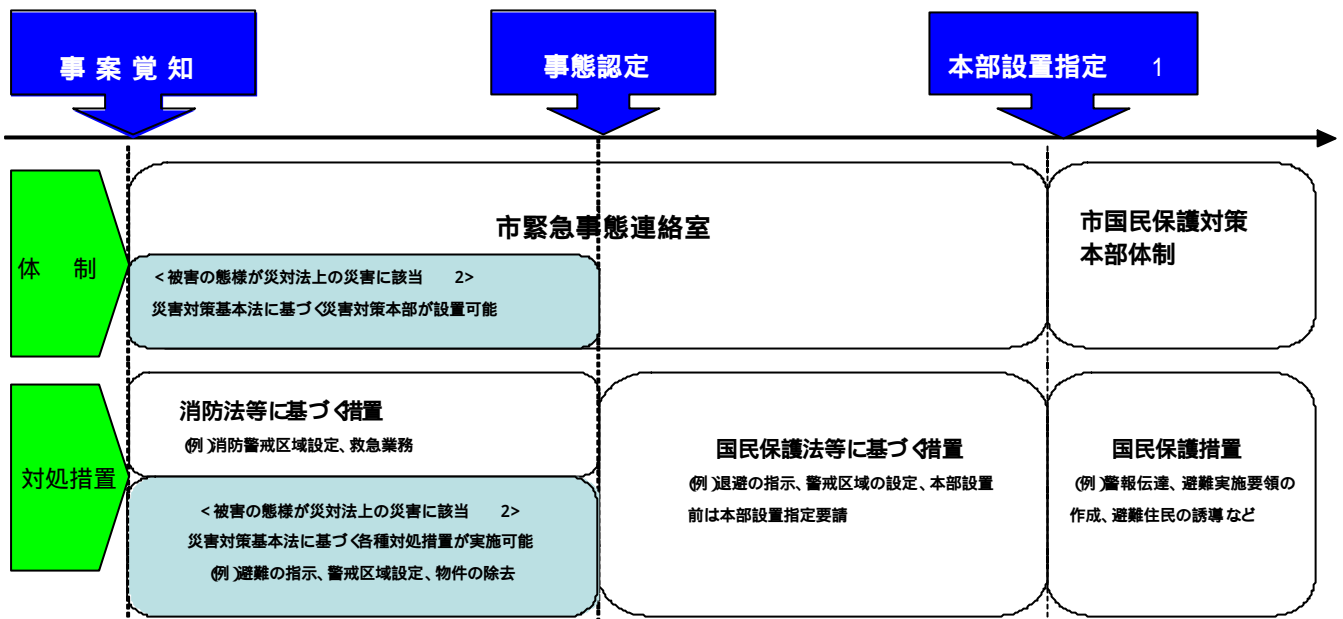 事 案 覚 知
事態認定
本部設置指定 1
体 制
市緊急事態連絡室
<被害の態様が災対法上の災害に該当 2>
災害対策基本法に基づく災害対策本部が設置可能
市国民保護対策
本部体制
対処措置
消防法等に基づく措置
(例)消防警戒区域設定、救急業務
<被害の態様が災対法上の災害に該当 2>
災害対策基本法に基づく各種対処措置が実施可能
(例)避難の指示、警戒区域設定、物件の除去
国民保護法等に基づく措置
(例)退避の指示、警戒区域の設定、本部設置
前は本部設置指定要請
国民保護措置
(例)警報伝達、避難実施要領の
作成、避難住民の誘導など